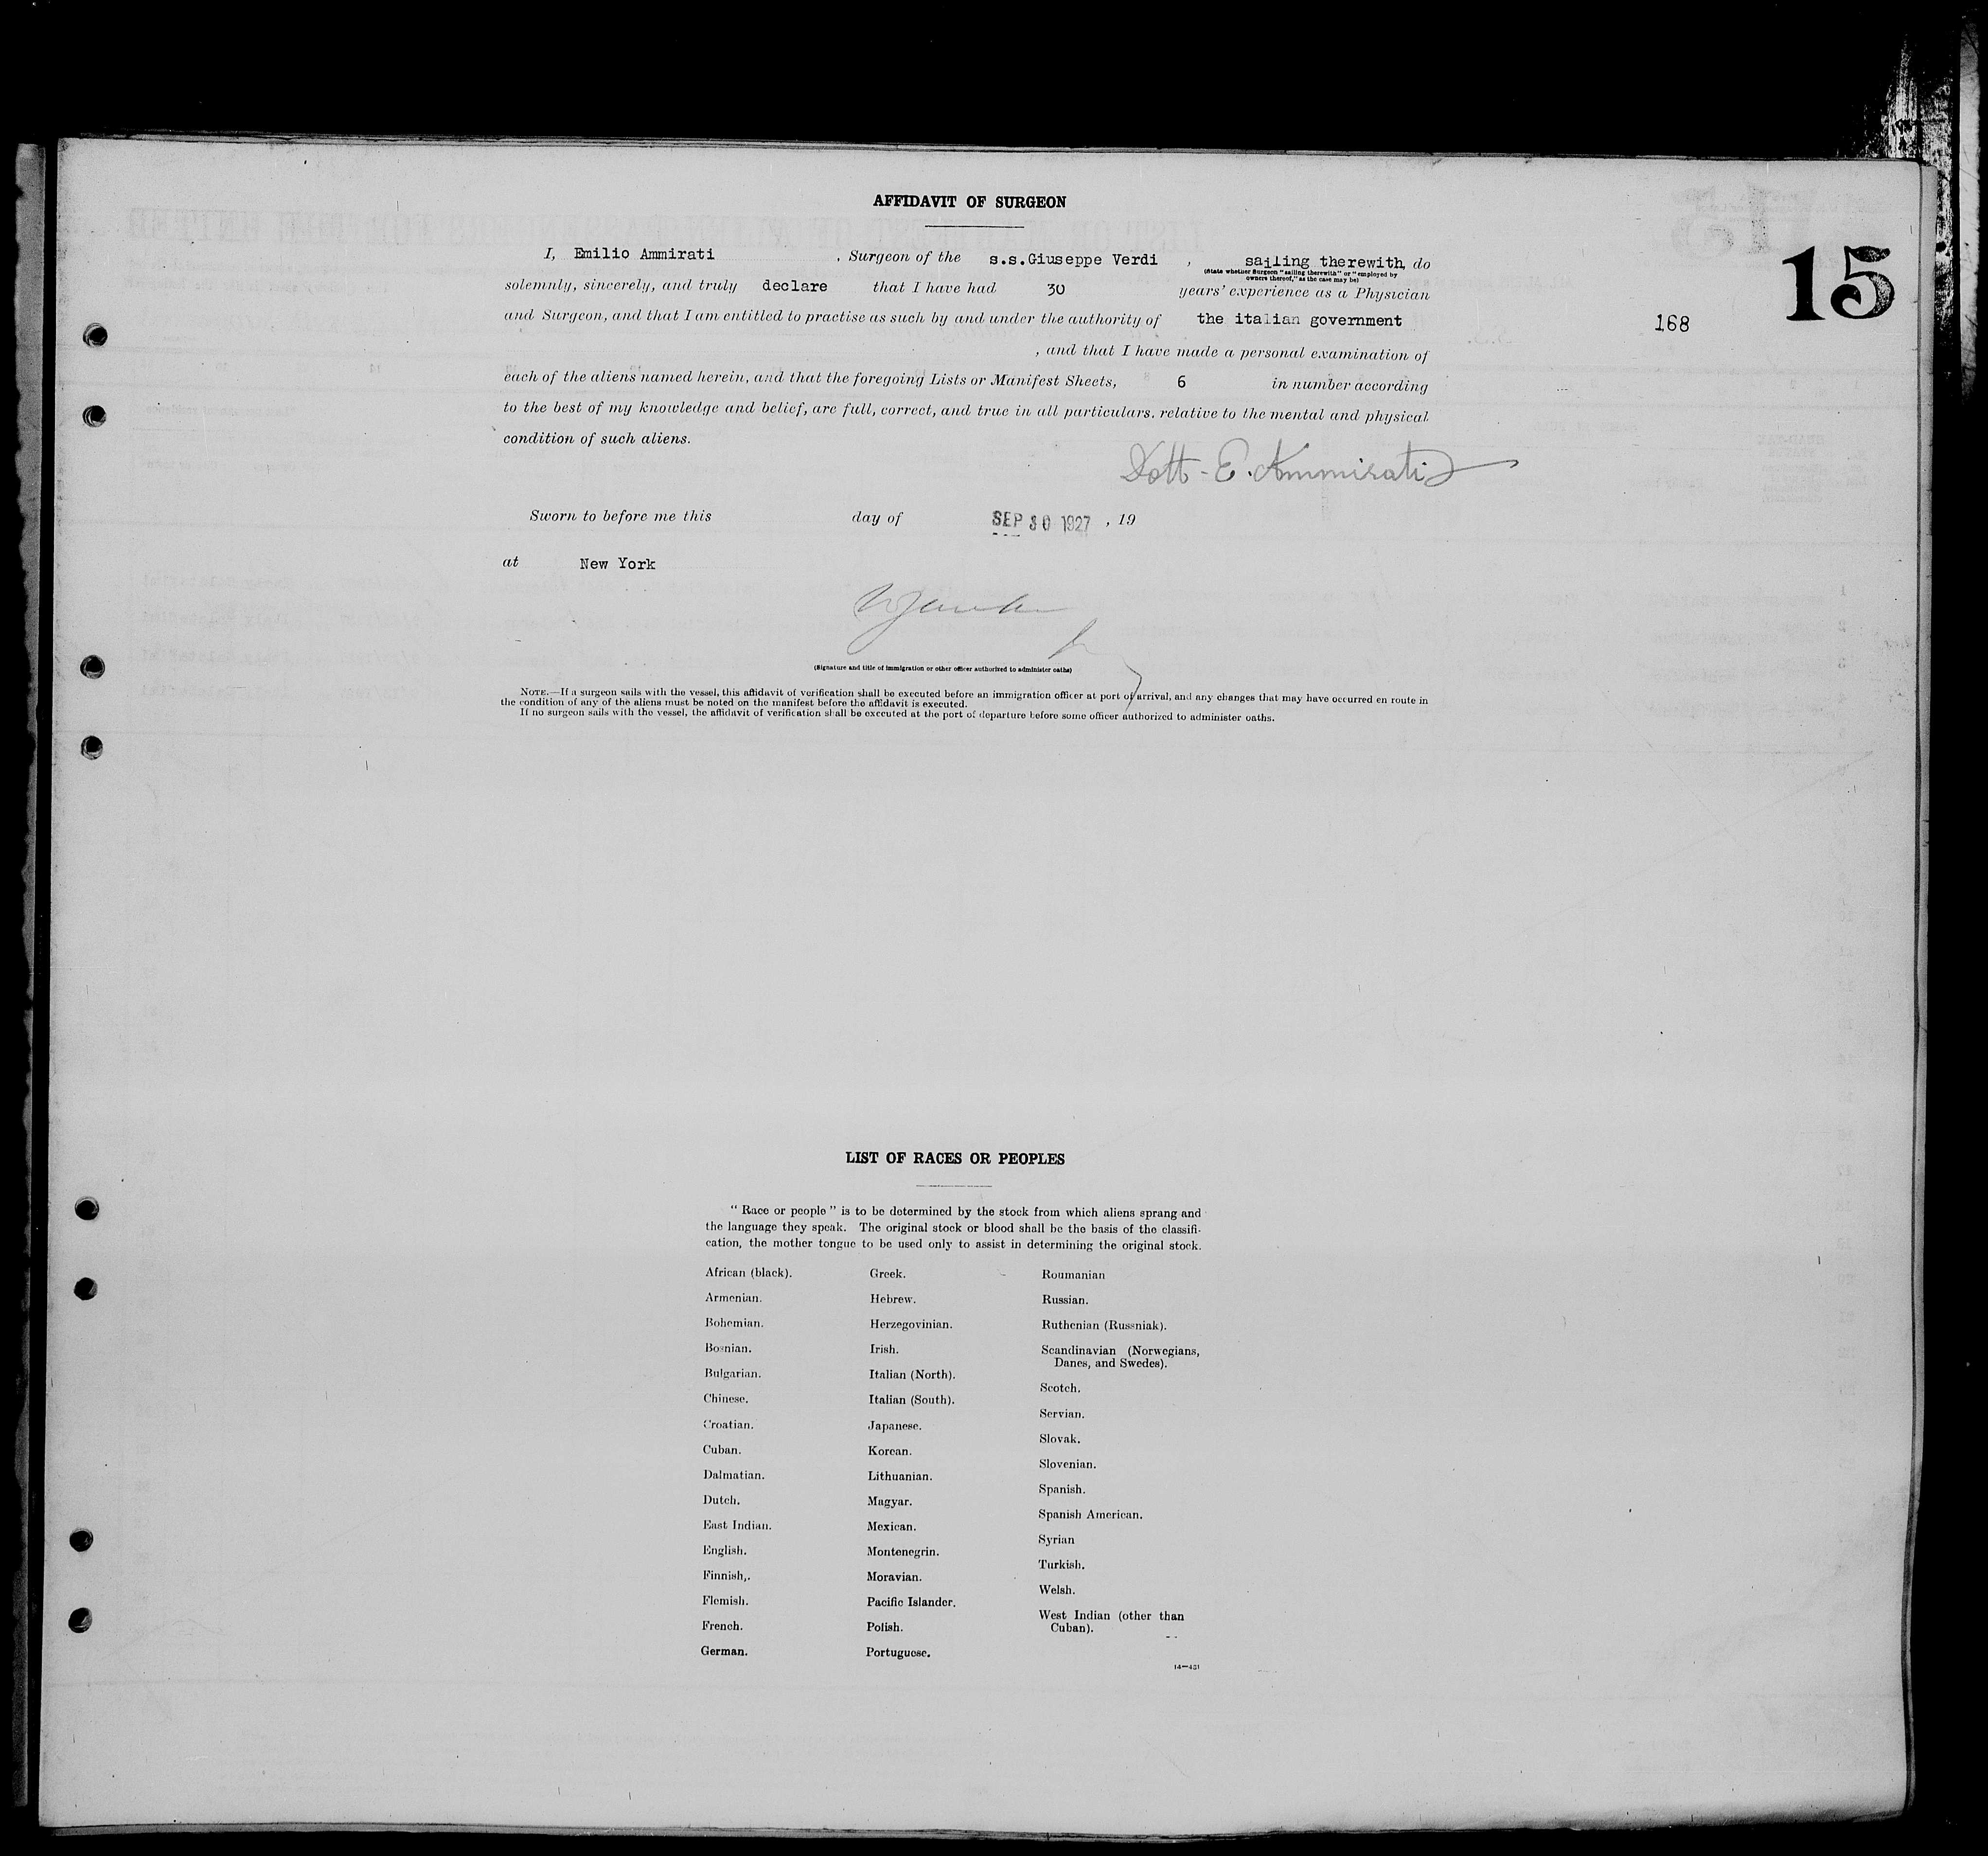 AFFIDAVIT OF SURGEON
15
I, Emilio Ammirati , Surgeon of the s.s.Giuseppe Verdi , sailing therewith, do
(State whether Surgeon "sailing therewith" or "employed by
owners thereof," as the case may be)
solemnly, sincerely, and truly declare that I have had 30 years' experience as a Physician
and Surgeon, and that I am entitled to practise as such by and under the authority of the italian government
168
, and that I have made a personal examination of
each of the aliens named herein, and that the foregoing Lists or Manifest Sheets, 6 in number according
to the best of my knowledge and belief, are full, correct, and true in all particulars, relative to the mental and physical
condition of such aliens.
Dott - E. Ammirati
Sworn to before me this day of SEP 30 1927 , 19
at New York
(Signature and title of immigration or other officer authorized to administer oaths)
NOTE.—If a surgeon sails with the vessel, this affidavit of verification shall be executed before an immigration officer at port of arrival, and any changes that may have occurred en route in
the condition of any of the aliens must be noted on the manifest before the affidavit is executed.
If no surgeon sails with the vessel, the affidavit of verification shall be executed at the port of departure before some officer authorized to administer oaths.
LIST OF RACES OR PEOPLES
"Race or people" is to be determined by the stock from which aliens sprang and
the language they speak. The original stock or blood shall be the basis of the classifi-
cation, the mother tongue to be used only to assist in determining the original stock.
African (black).
Armenian.
Bohemian.
Bosnian.
Bulgarian.
Chinese.
Croatian.
Cuban.
Dalmatian.
Dutch.
East Indian.
English.
Finnish,.
Flemish.
French.
German.
Greek.
Hebrew.
Herzegovinian.
Irish.
Italian (North).
Italian (South).
Japanese.
Korean.
Lithuanian.
Magyar.
Mexican.
Montenegrin.
Moravian.
Pacific Islander.
Polish.
Portuguese.
Roumanian
Russian.
Ruthenian (Russniak).
Scandinavian (Norwegians,
Danes, and Swedes).
Scotch.
Servian.
Slovak.
Slovenian.
Spanish.
Spanish American.
Syrian
Turkish.
Welsh.
West Indian (other than
Cuban).
14—431